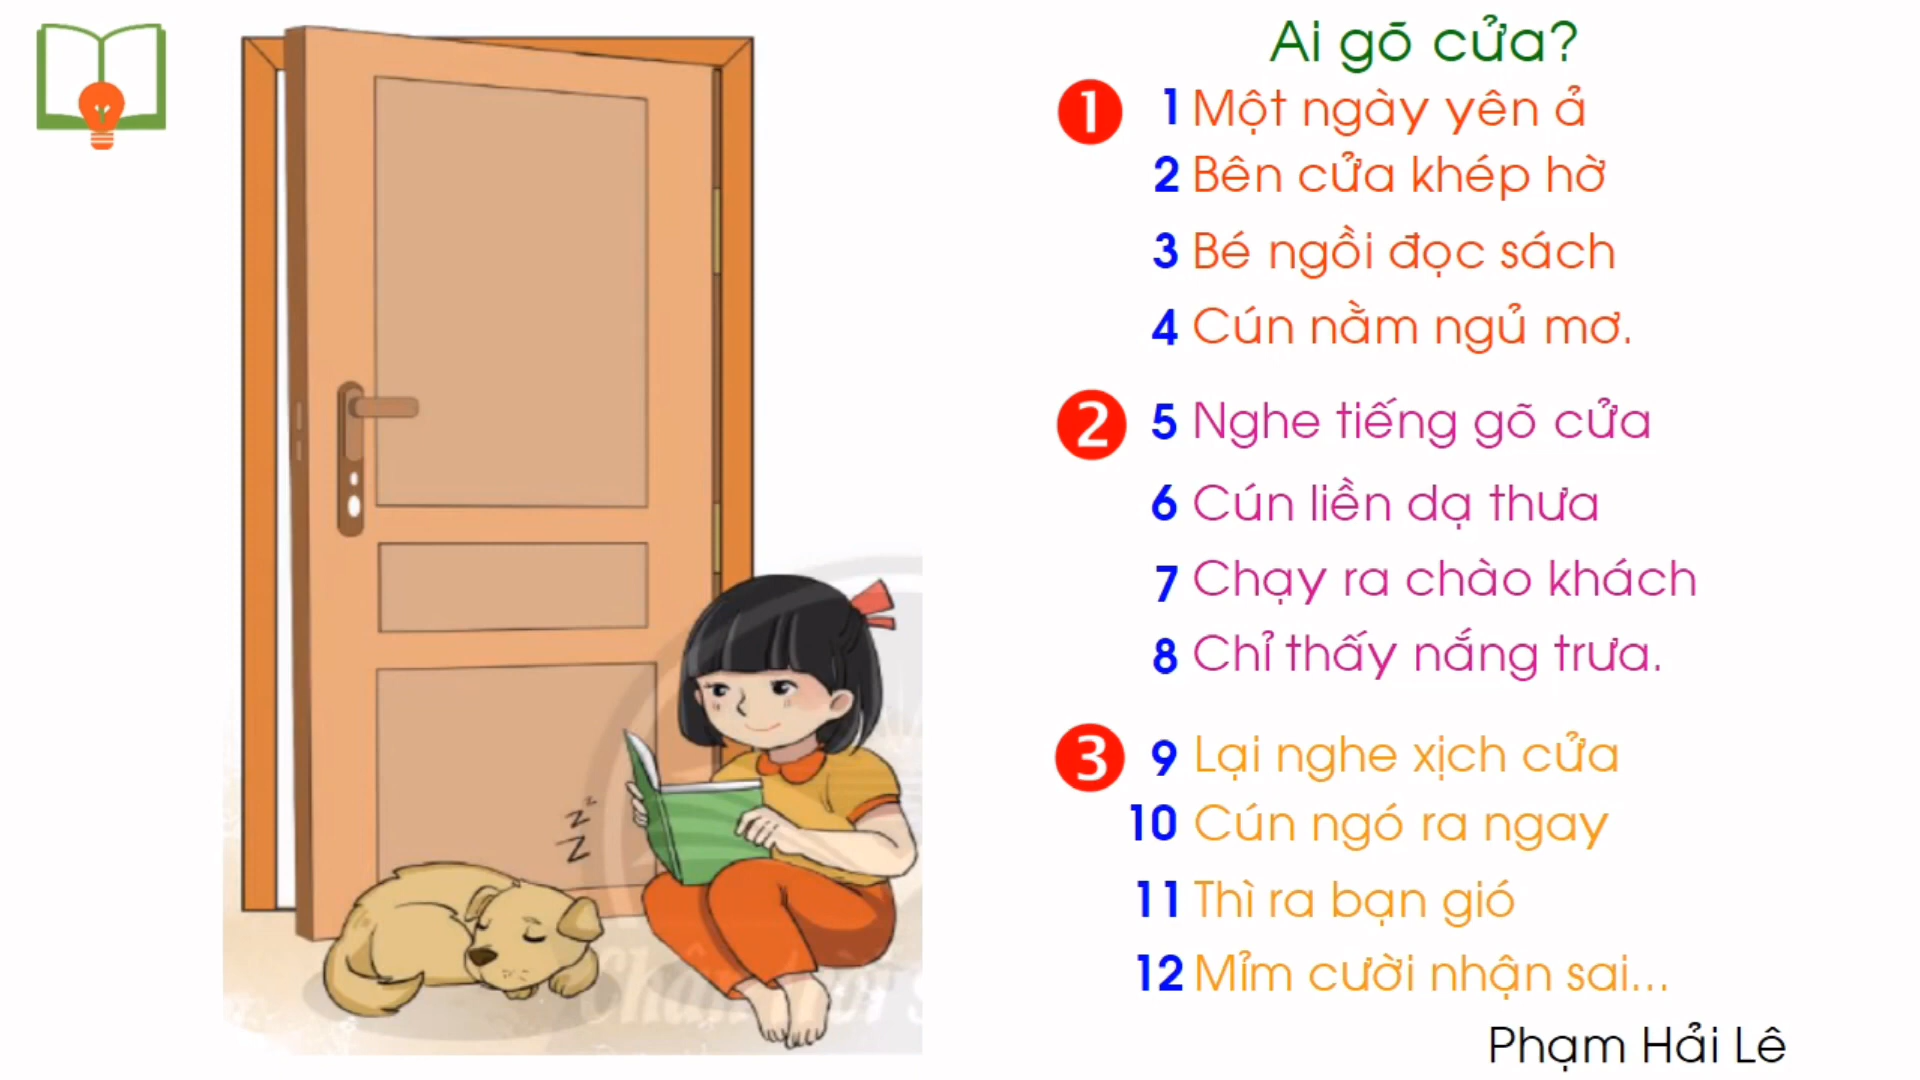 Ai gõ cửa?
1 1 Một ngày yên ả
2 Bên cửa khép hờ
3 Bé ngồi đọc sách
4 Cún nằm ngủ mơ.
2 5 Nghe tiếng gõ cửa
6 Cún liền dạ thưa
7 Chạy ra chào khách
8 Chỉ thấy nắng trưa.
3 9 Lại nghe xịch cửa
10 Cún ngó ra ngay
11 Thì ra bạn gió
12 Mỉm cười nhận sai...
Phạm Hải Lê
z z z
Chân trời s